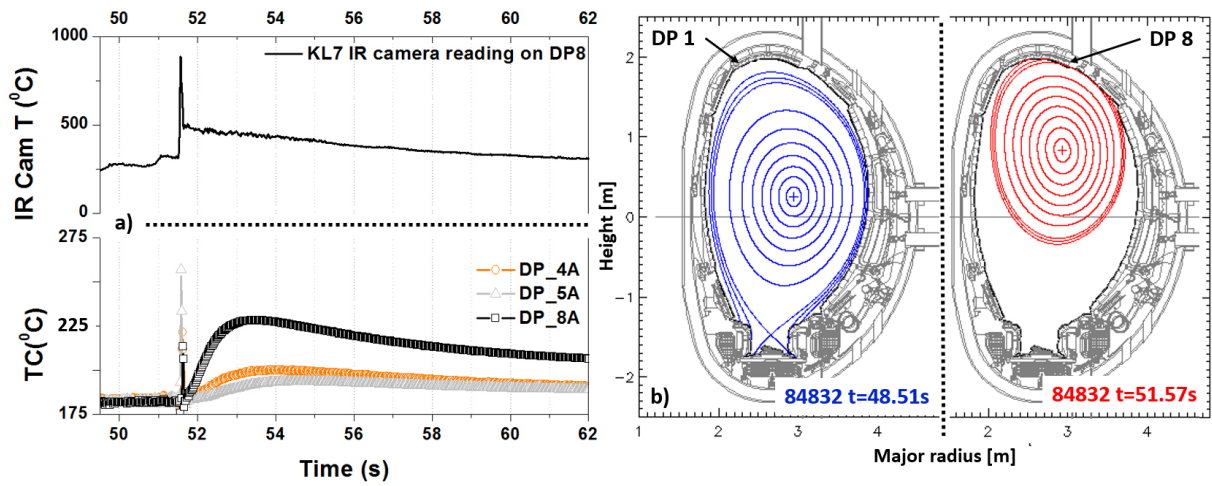 50 52 54 56 58 60 62
1000
500
0
IR Cam T (⁰C)
KL7 IR camera reading on DP8
a)
275
225
175
TC(⁰C)
DP_4A
DP_5A
DP_8A
50 52 54 56 58 60 62
Time (s)
2
1
0
−1
−2
Height [m]
DP 1
DP 8
b)
84832 t=48.51s
84832 t=51.57s
1 2 3 4 2 3 4
Major radius [m]